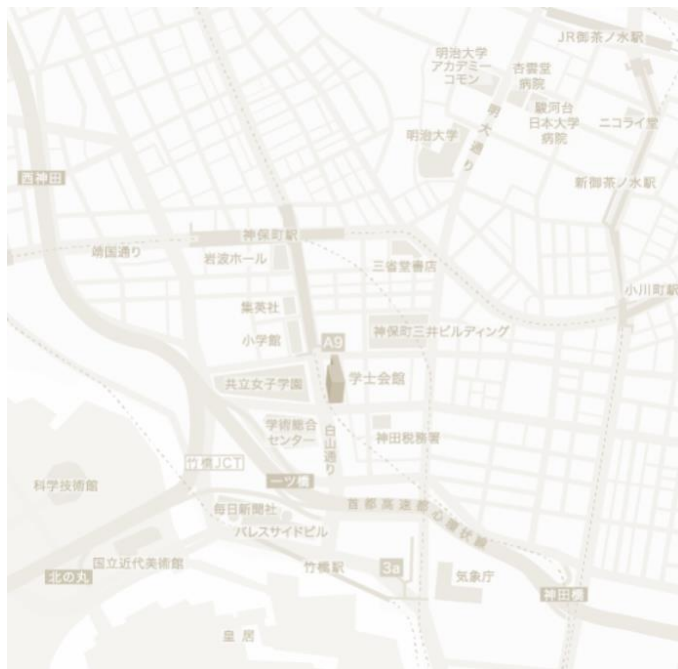 JR御茶ノ水駅
明治大学
アカデミー
コモン
杏雲堂
病院
駿河台
日本大学
病院
ニコライ堂
明大通り
明治大学
西神田
新御茶ノ水駅
神保町駅
靖国通り
岩波ホール
三省堂書店
小川町駅
集英社
小学館
神保町三井ビルディング
A9
共立女子学園
学士会館
学術総合
センター
白山通り
神田税務署
竹橋JCT
一ツ橋
科学技術館
毎日新聞社
パレスサイドビル
首都高速都心環状線
国立近代美術館
北の丸
竹橋駅
3a
気象庁
神田橋
皇居